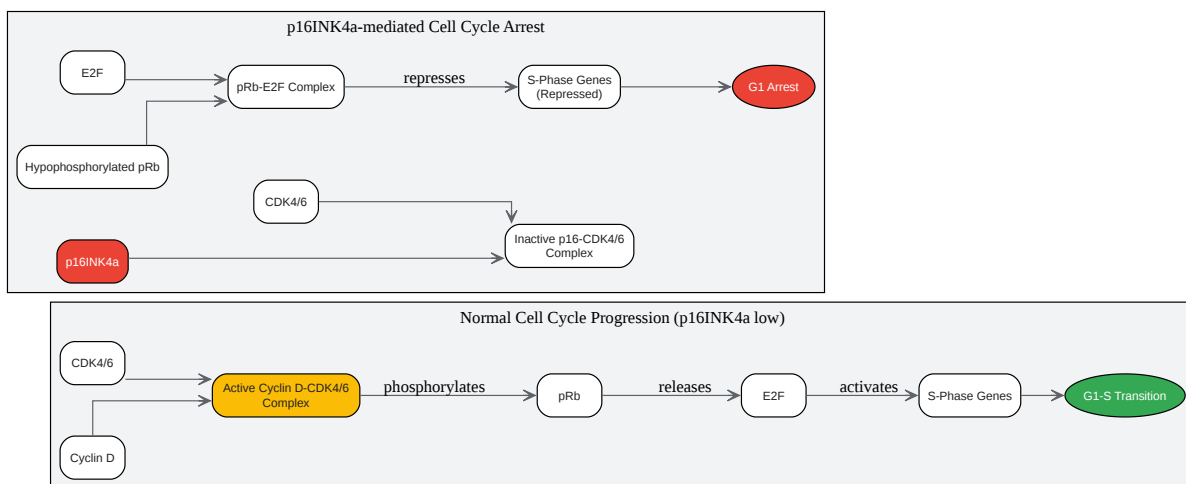 p16INK4a-mediated Cell Cycle Arrest
E2F
pRb-E2F Complex
represses
S-Phase Genes
(Repressed)
G1 Arrest
Hypophosphorylated pRb
CDK4/6
Inactive p16-CDK4/6
Complex
p16INK4a
Normal Cell Cycle Progression (p16INK4a low)
CDK4/6
Active Cyclin D-CDK4/6
Complex
phosphorylates
pRb
releases
E2F
activates
S-Phase Genes
G1-S Transition
Cyclin D